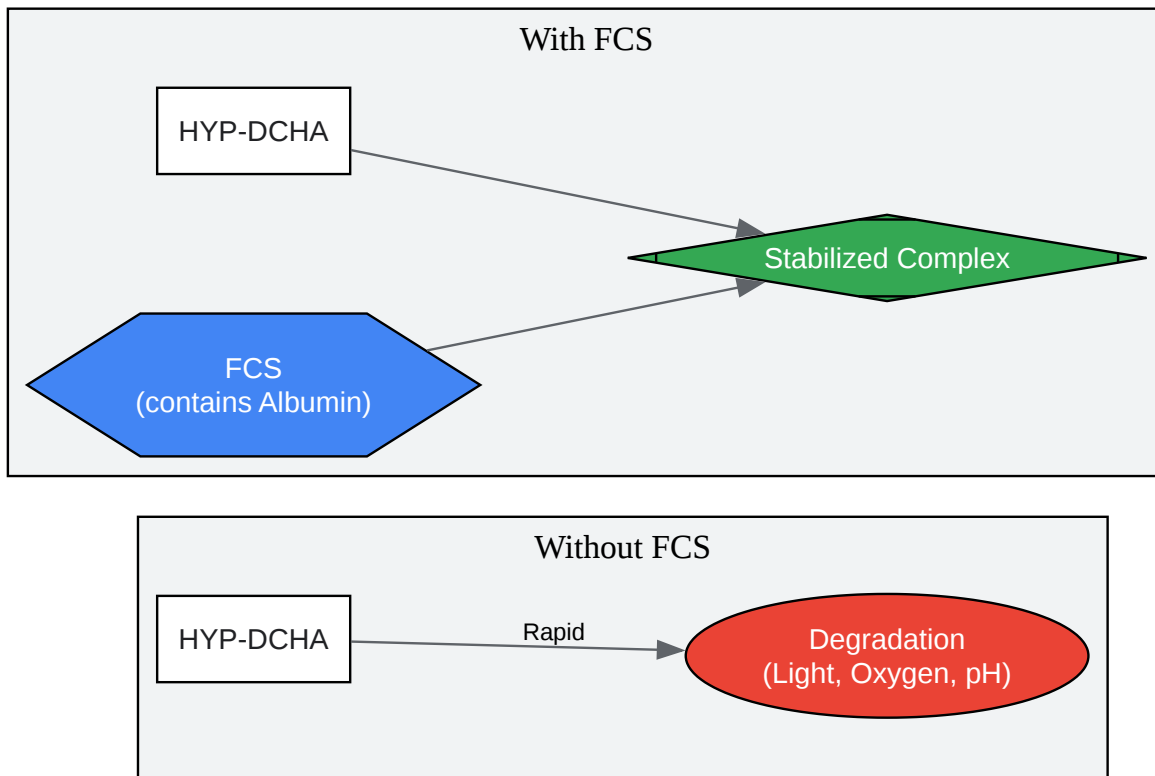 With FCS
HYP-DCHA
Stabilized Complex
FCS
(contains Albumin)
Without FCS
HYP-DCHA
Rapid
Degradation
(Light, Oxygen, pH)